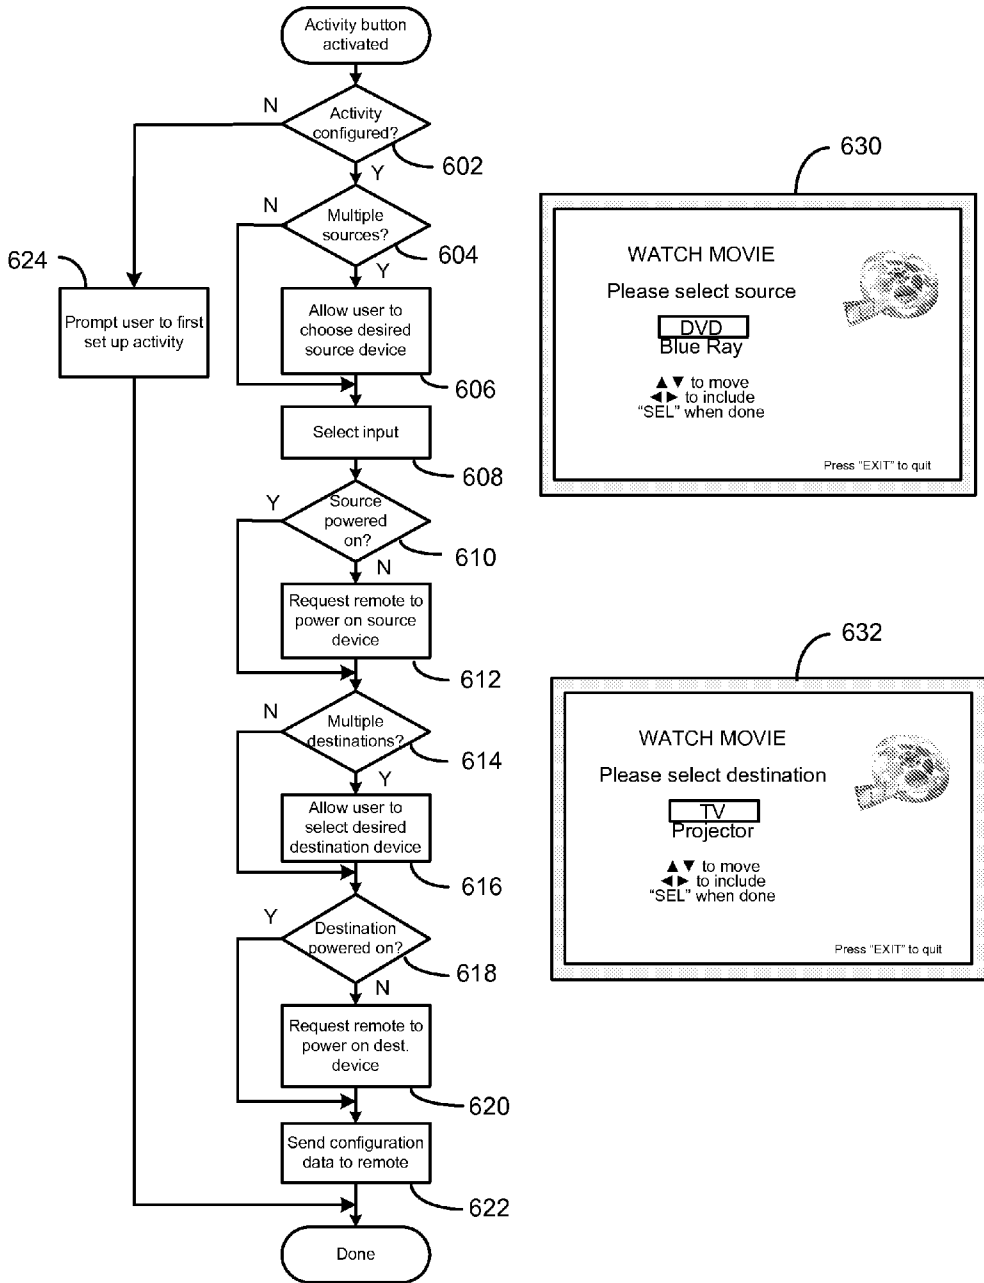 Activity button
activated
N
Activity
configured?
602
Y
N
Multiple
sources?
604
Y
624
Prompt user to first
set up activity
Allow user to
choose desired
source device
606
Select input
608
Y
Source
powered
on?
610
N
Request remote to
power on source
device
612
N
Multiple
destinations?
614
Y
Allow user to
select desired
destination device
616
Y
Destination
powered on?
618
N
Request remote to
power on dest.
device
620
Send configuration
data to remote
622
Done
630
WATCH MOVIE
Please select source
DVD
Blue Ray
▲▼ to move
◀▶ to include
“SEL” when done
Press “EXIT” to quit
632
WATCH MOVIE
Please select destination
TV
Projector
▲▼ to move
◀▶ to include
“SEL” when done
Press “EXIT” to quit